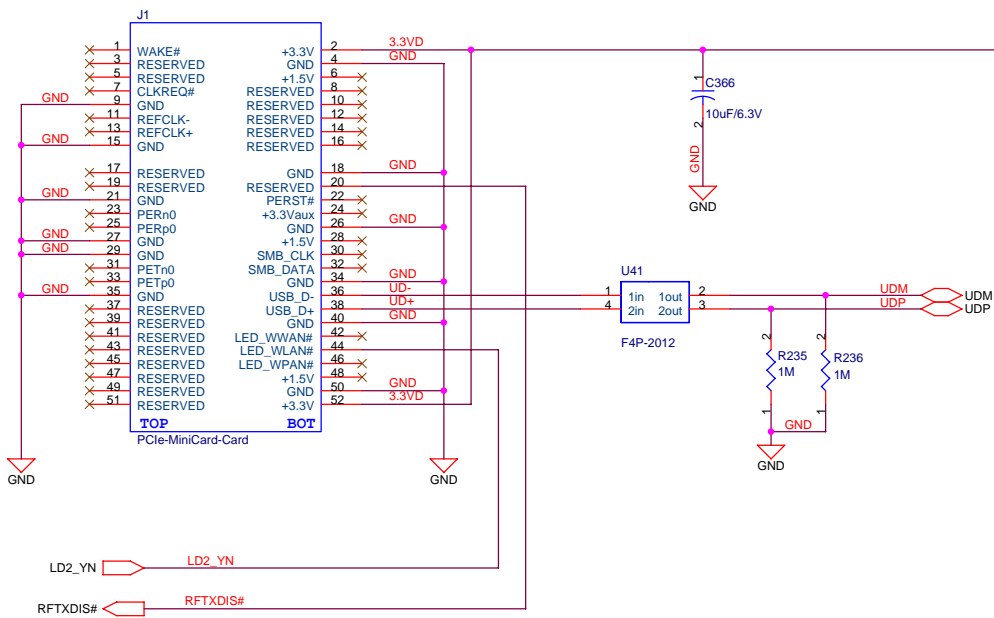 J1
1 WAKE# +3.3V 2 3.3VD
3 RESERVED GND 4 GND
5 RESERVED +1.5V 6
7 CLKREQ# RESERVED 8
GND 9 GND RESERVED 10
11 REFCLK- RESERVED 12
13 REFCLK+ RESERVED 14
GND 15 GND RESERVED 16
17 RESERVED GND 18 GND
19 RESERVED RESERVED 20
GND 21 GND PERST# 22
23 PERn0 +3.3Vaux 24
25 PERp0 GND 26 GND
GND 27 GND +1.5V 28
GND 29 GND SMB_CLK 30
31 PETn0 SMB_DATA 32
33 PETp0 GND 34 GND
GND 35 GND USB_D- 36 UD-
37 RESERVED USB_D+ 38 UD+
39 RESERVED GND 40 GND
41 RESERVED LED_WWAN# 42
43 RESERVED LED_WLAN# 44
45 RESERVED LED_WPAN# 46
47 RESERVED +1.5V 48
49 RESERVED GND 50 GND
51 RESERVED +3.3V 52 3.3VD
TOP BOT
PCIe-MiniCard-Card
GND
GND
1
C366
10uF/6.3V
2
GND
GND
U41
1 1in 1out 2 UDM UDM
4 2in 2out 3 UDP UDP
F4P-2012
2 2
R235 R236
1M 1M
1 1
GND
GND
LD2_YN LD2_YN
RFTXDIS# RFTXDIS#